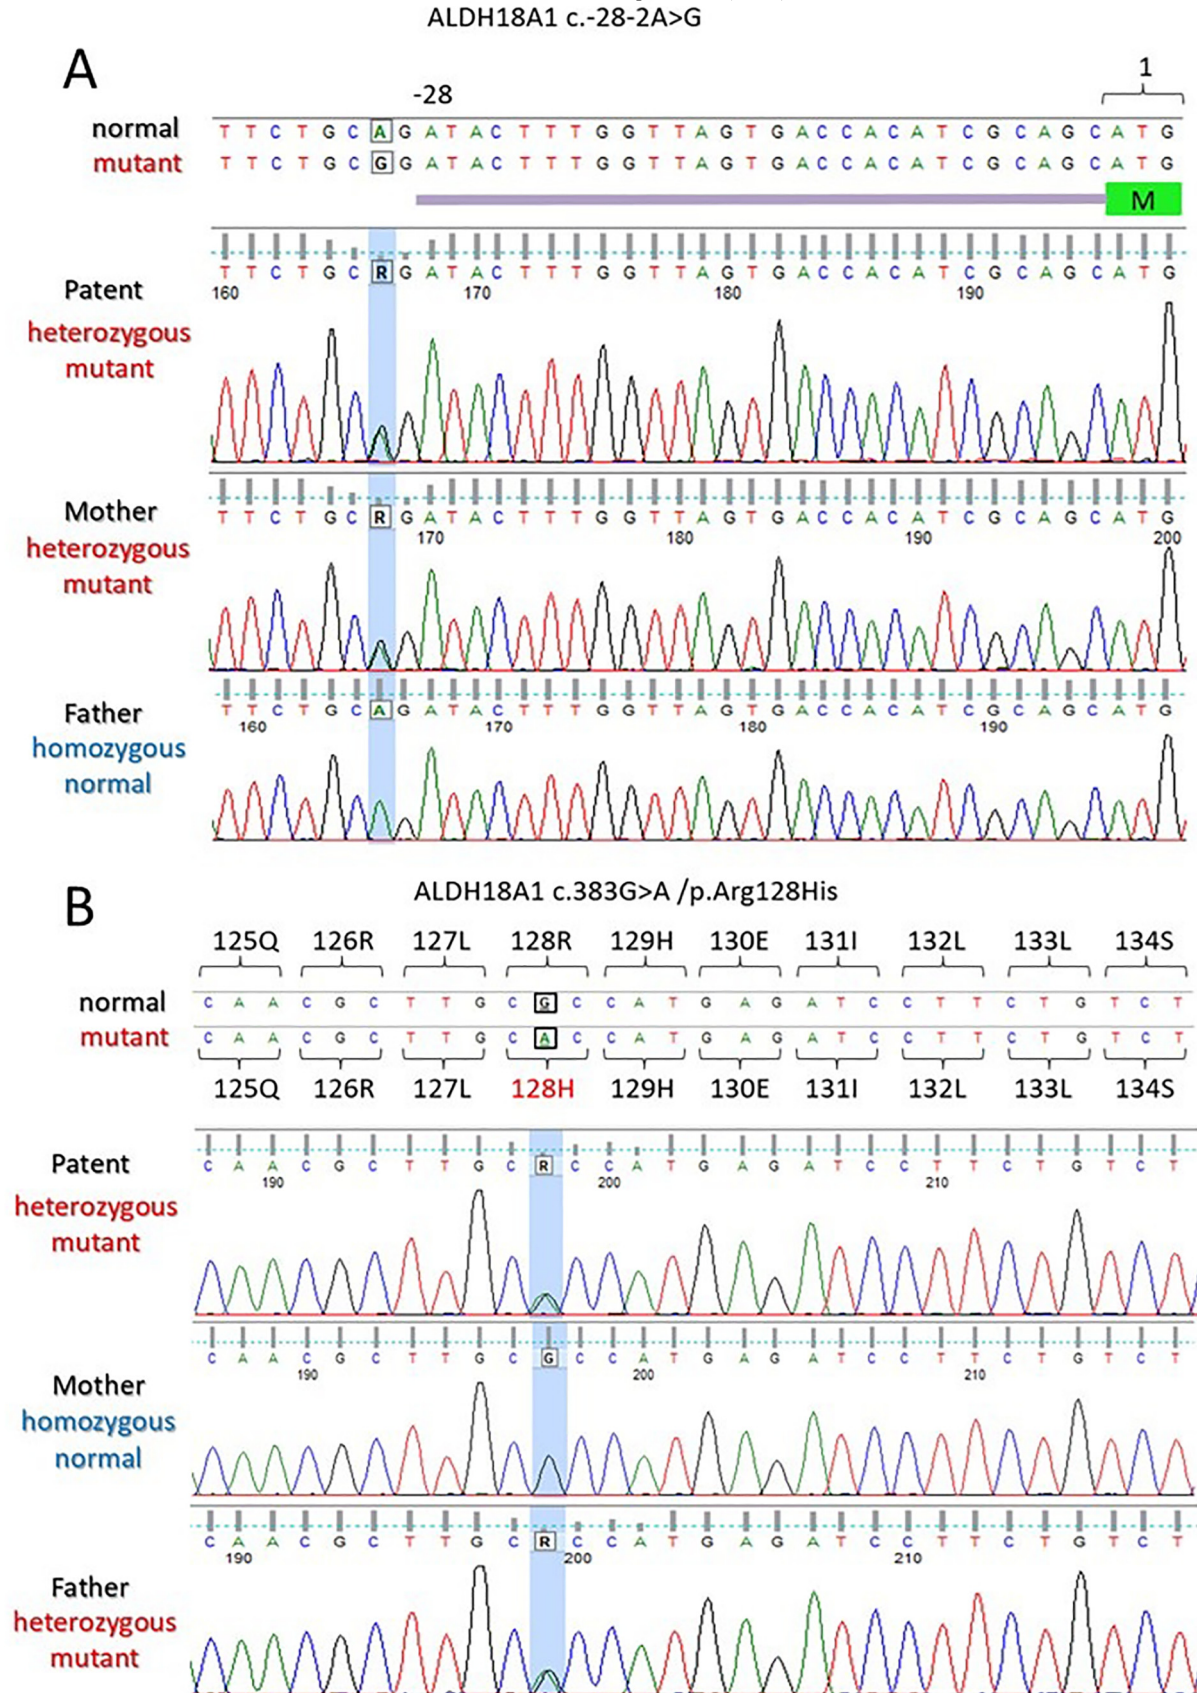 ALDH18A1 c.-28-2A>G
A
-28
1
normal T T C T G C A G A T A C T T T G G T T A G T G A C C A C A T C G C A G C A T G
mutant T T C T G C G G A T A C T T T G G T T A G T G A C C A C A T C G C A G C A T G
M
T T C T G C R G A T A C T T T G G T T A G T G A C C A C A T C G C A G C A T G
160 170 180 190
Patent
heterozygous
mutant
T T C T G C R G A T A C T T T G G T T A G T G A C C A C A T C G C A G C A T G
170 180 190 200
Mother
heterozygous
mutant
T T C T G C A G A T A C T T T G G T T A G T G A C C A C A T C G C A G C A T G
160 170 180 190
Father
homozygous
normal
B
ALDH18A1 c.383G>A /p.Arg128His
125Q 126R 127L 128R 129H 130E 131I 132L 133L 134S
normal C A A C G C T T G C G C C A T G A G A T C C T T C T G T C T
mutant C A A C G C T T G C A C C A T G A G A T C C T T C T G T C T
125Q 126R 127L 128H 129H 130E 131I 132L 133L 134S
C A A C G C T T G C R C C A T G A G A T C C T T C T G T C T
190 200 210
Patent
heterozygous
mutant
C A A C G C T T G C G C C A T G A G A T C C T T C T G T C T
190 200 210
Mother
homozygous
normal
C A A C G C T T G C R C C A T G A G A T C C T T C T G T C T
190 200 210
Father
heterozygous
mutant